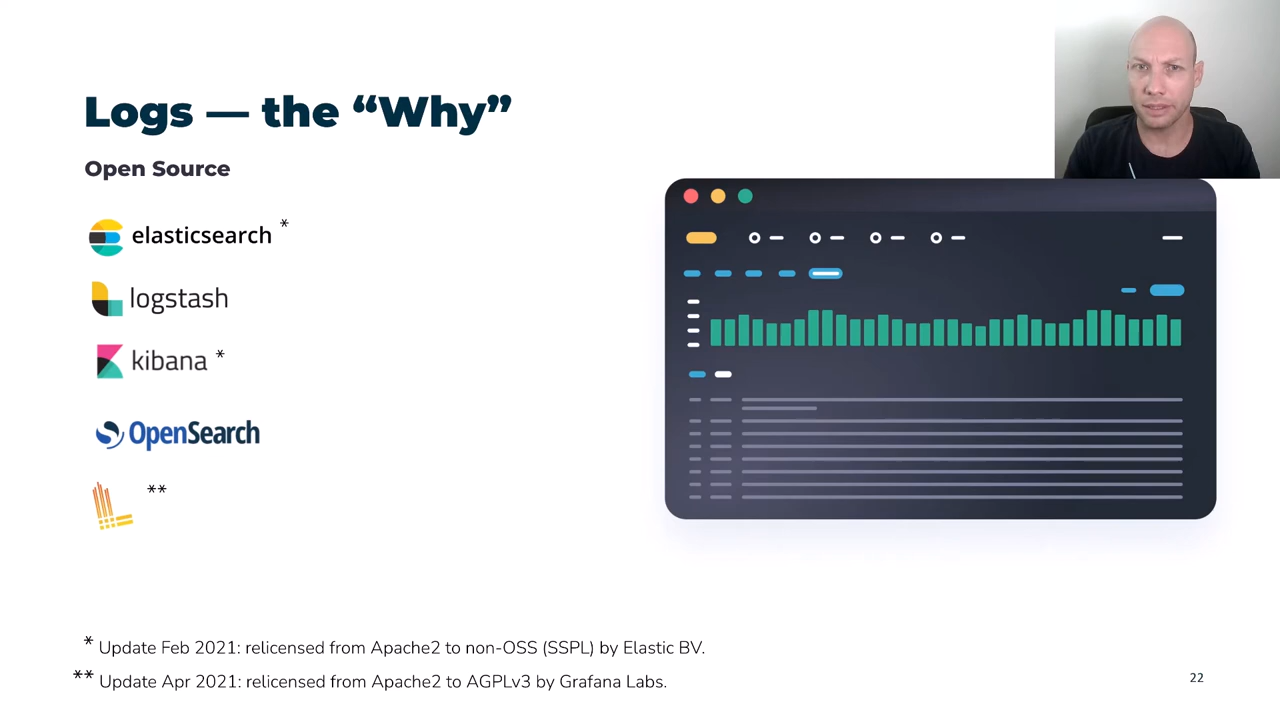 Logs — the “Why”
Open Source
elasticsearch *
logstash
kibana *
OpenSearch
**
* Update Feb 2021: relicensed from Apache2 to non-OSS (SSPL) by Elastic BV.
** Update Apr 2021: relicensed from Apache2 to AGPLv3 by Grafana Labs.
22